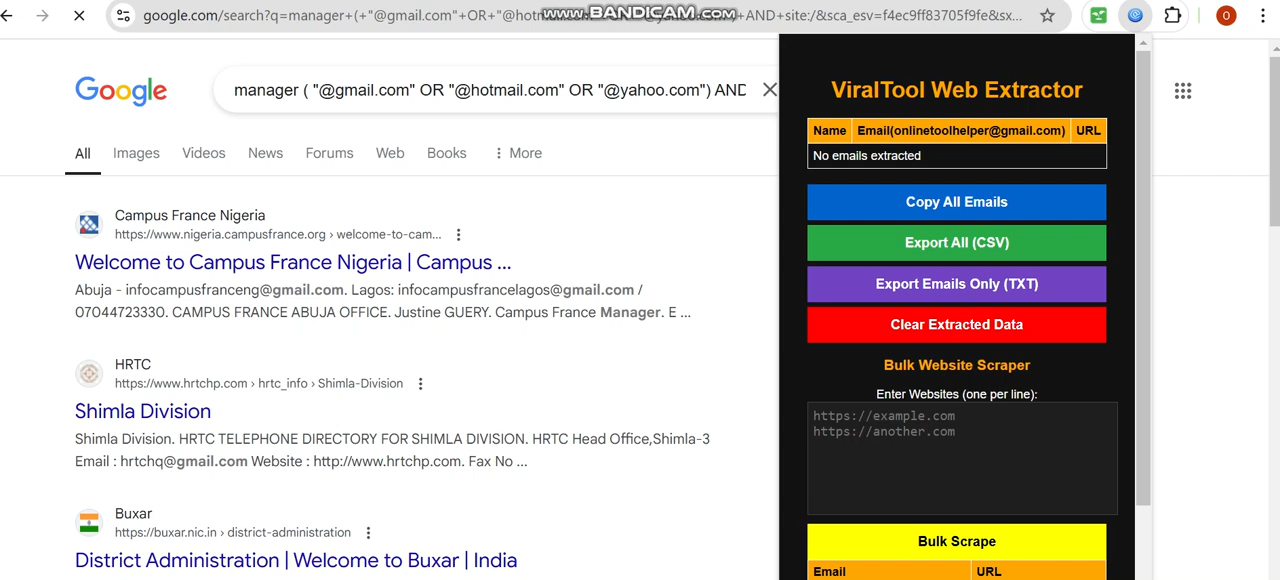 google.com/search?q=manager+(+"@gmail.com"+OR+"@hotm
www.BANDICAM.com
)+AND+site:/&sca_esv=f4ec9ff83705f9fe&sx...
O
Google
manager ( "@gmail.com" OR "@hotmail.com" OR "@yahoo.com") AND
All
Images
Videos
News
Forums
Web
Books
More
Campus France Nigeria
https://www.nigeria.campusfrance.org › welcome-to-cam...
Welcome to Campus France Nigeria | Campus ...
Abuja - infocampusfranceng@gmail.com. Lagos: infocampusfrancelagos@gmail.com /
07044723330. CAMPUS FRANCE ABUJA OFFICE. Justine GUERY. Campus France Manager. E ...
HRTC
https://www.hrtchp.com › hrtc_info › Shimla-Division
Shimla Division
Shimla Division. HRTC TELEPHONE DIRECTORY FOR SHIMLA DIVISION. HRTC Head Office,Shimla-3
Email : hrtchq@gmail.com Website : http://www.hrtchp.com. Fax No ...
Buxar
https://buxar.nic.in › district-administration
District Administration | Welcome to Buxar | India
ViralTool Web Extractor
Name Email(onlinetoolhelper@gmail.com) URL
No emails extracted
Copy All Emails
Export All (CSV)
Export Emails Only (TXT)
Clear Extracted Data
Bulk Website Scraper
Enter Websites (one per line):
https://example.com
https://another.com
Bulk Scrape
Email URL